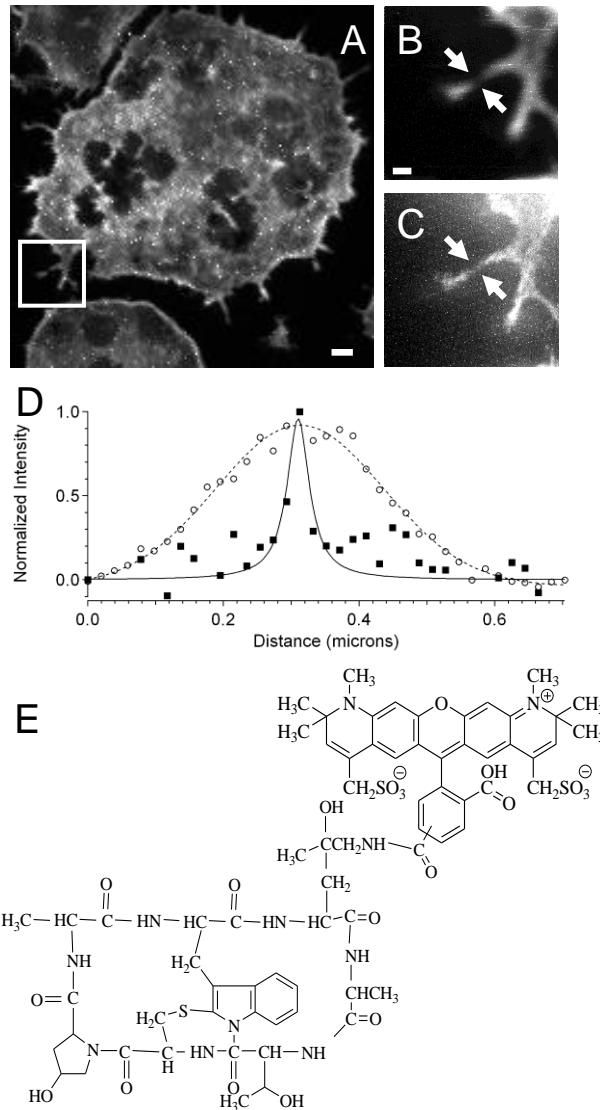 A
B
C
D
1.0
0.5
0.0
Normalized Intensity
0.0
0.2
0.4
0.6
Distance (microns)
E
CH₃
CH₃
H₃C
N
O
N⊕
CH₃
H₃C
CH₃
CH₂SO₃⊖
OH
C
O
CH₂SO₃⊖
OH
H₃C
C
CH₂NH
C
O
CH₂
O
O
H₃C
HC
C
HN
HC
C
HN
HC
C
O
NH
H₂C
NH
CHCH₃
O
C
H₂C
S
N
C
O
N
C
C
HN
C
CH
NH
H
HO
O
O
H₃C
OH